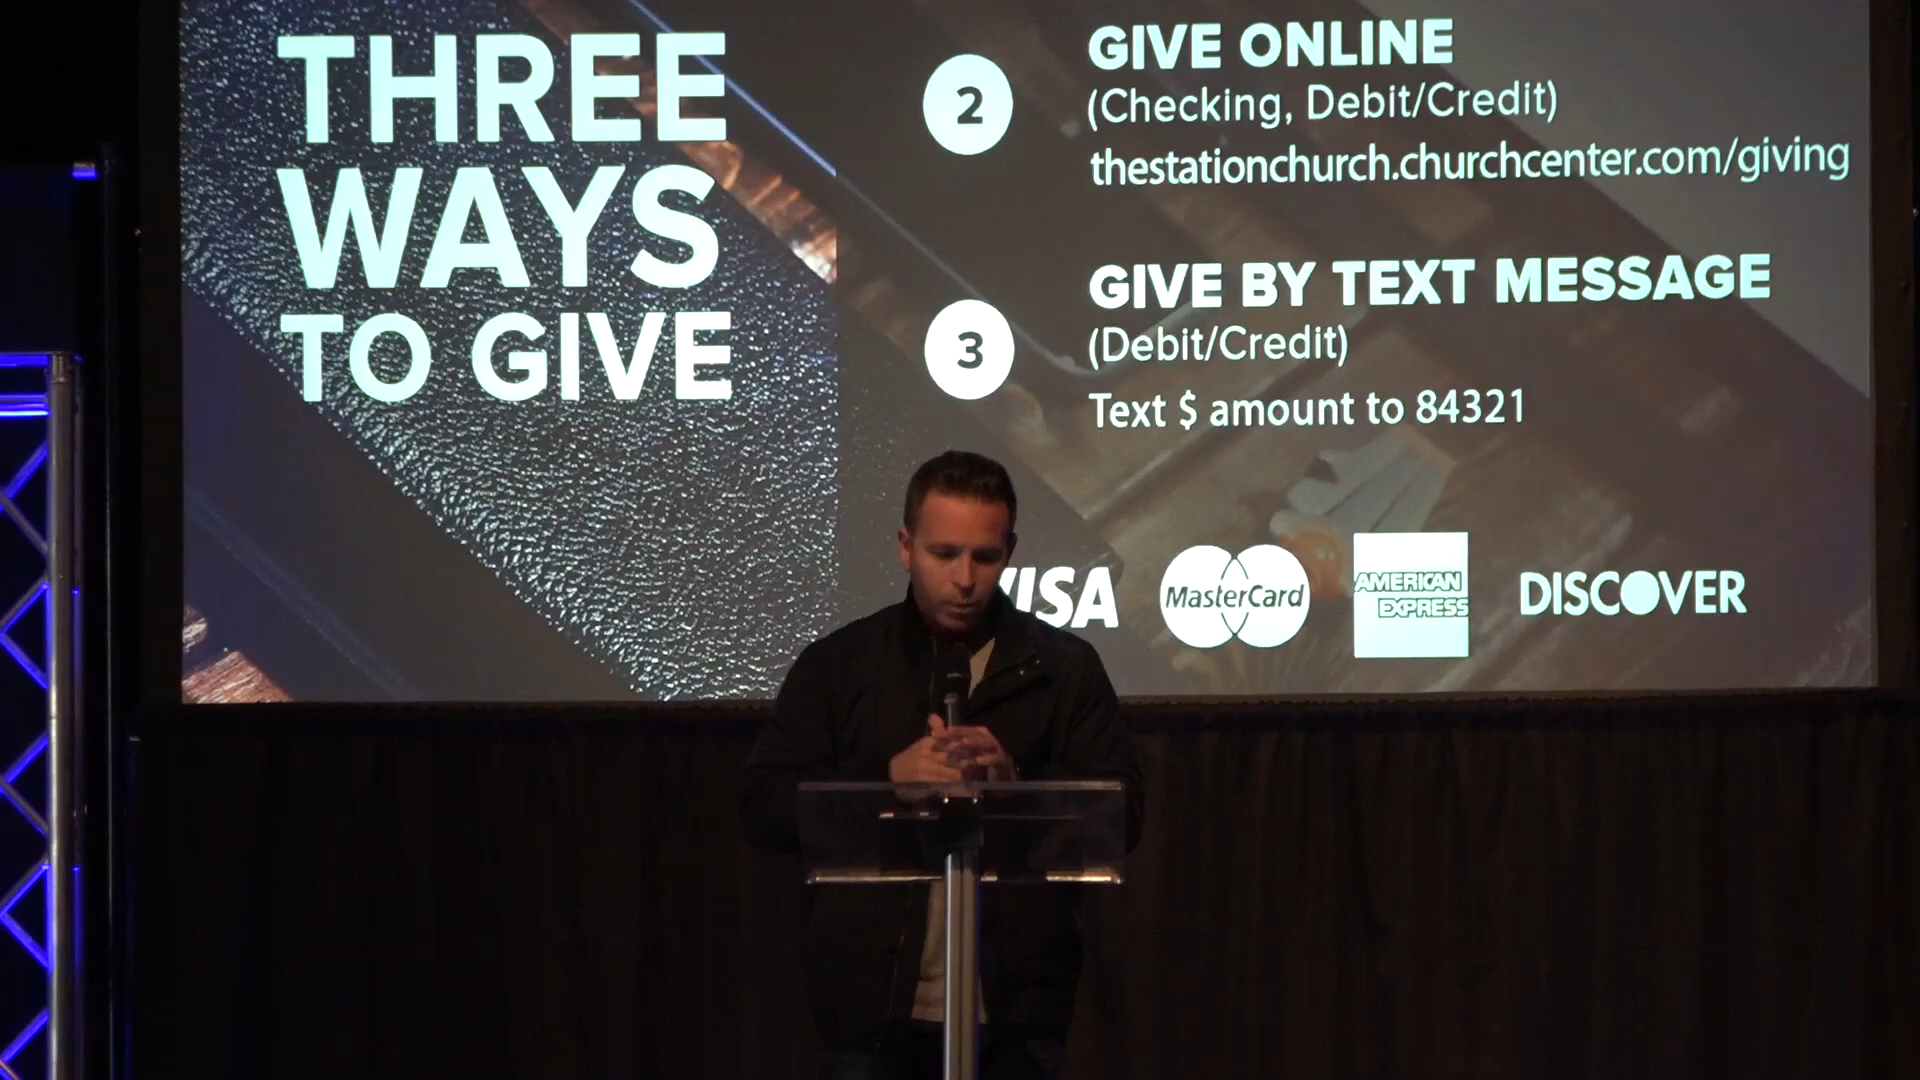 THREE
WAYS
TO GIVE
2
GIVE ONLINE
(Checking, Debit/Credit)
thestationchurch.churchcenter.com/giving
3
GIVE BY TEXT MESSAGE
(Debit/Credit)
Text $ amount to 84321
VISA
MasterCard
AMERICAN
EXPRESS
DISCOVER